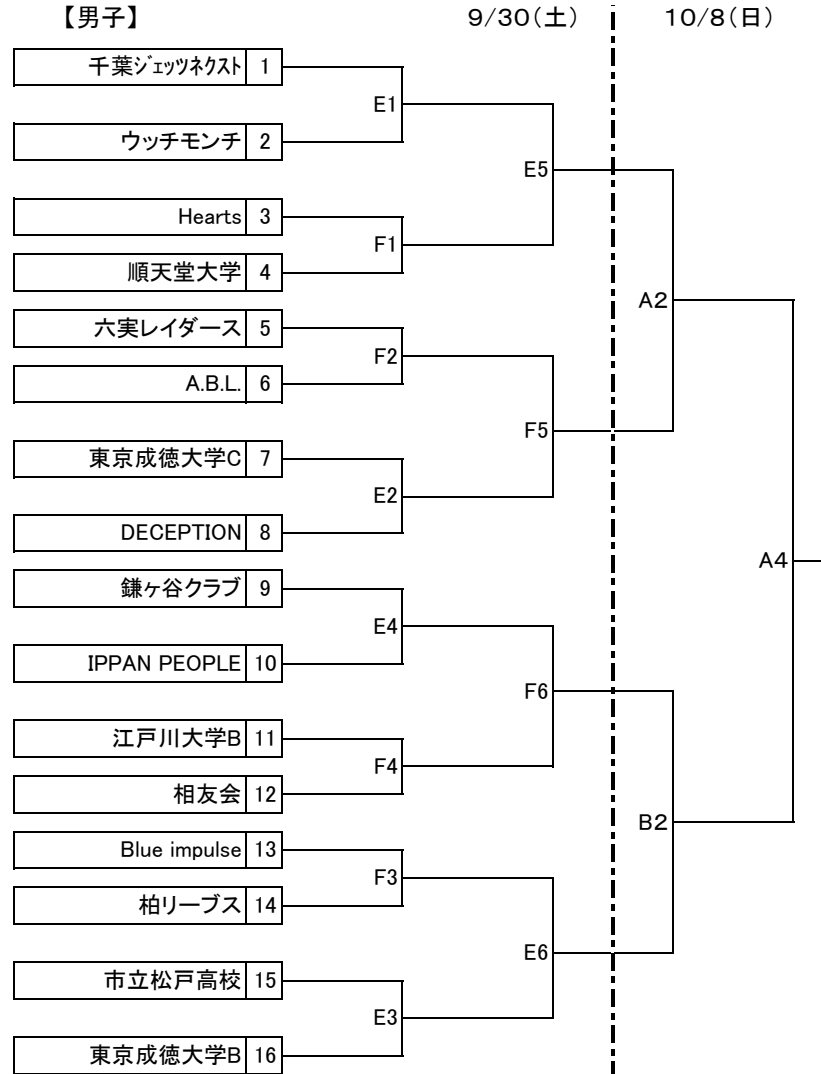 【男子】 9/30(土) 10/8(日)
千葉ｼﾞｪｯﾂﾈｸｽﾄ 1
E1
ウッチモンチ 2
E5
Hearts 3
F1
順天堂大学 4
A2
六実レイダース 5
F2
A.B.L. 6
F5
東京成徳大学C 7
E2
DECEPTION 8
A4
鎌ヶ谷クラブ 9
E4
IPPAN PEOPLE 10
F6
江戸川大学B 11
F4
相友会 12
B2
Blue impulse 13
F3
柏リーブス 14
E6
市立松戸高校 15
E3
東京成徳大学B 16